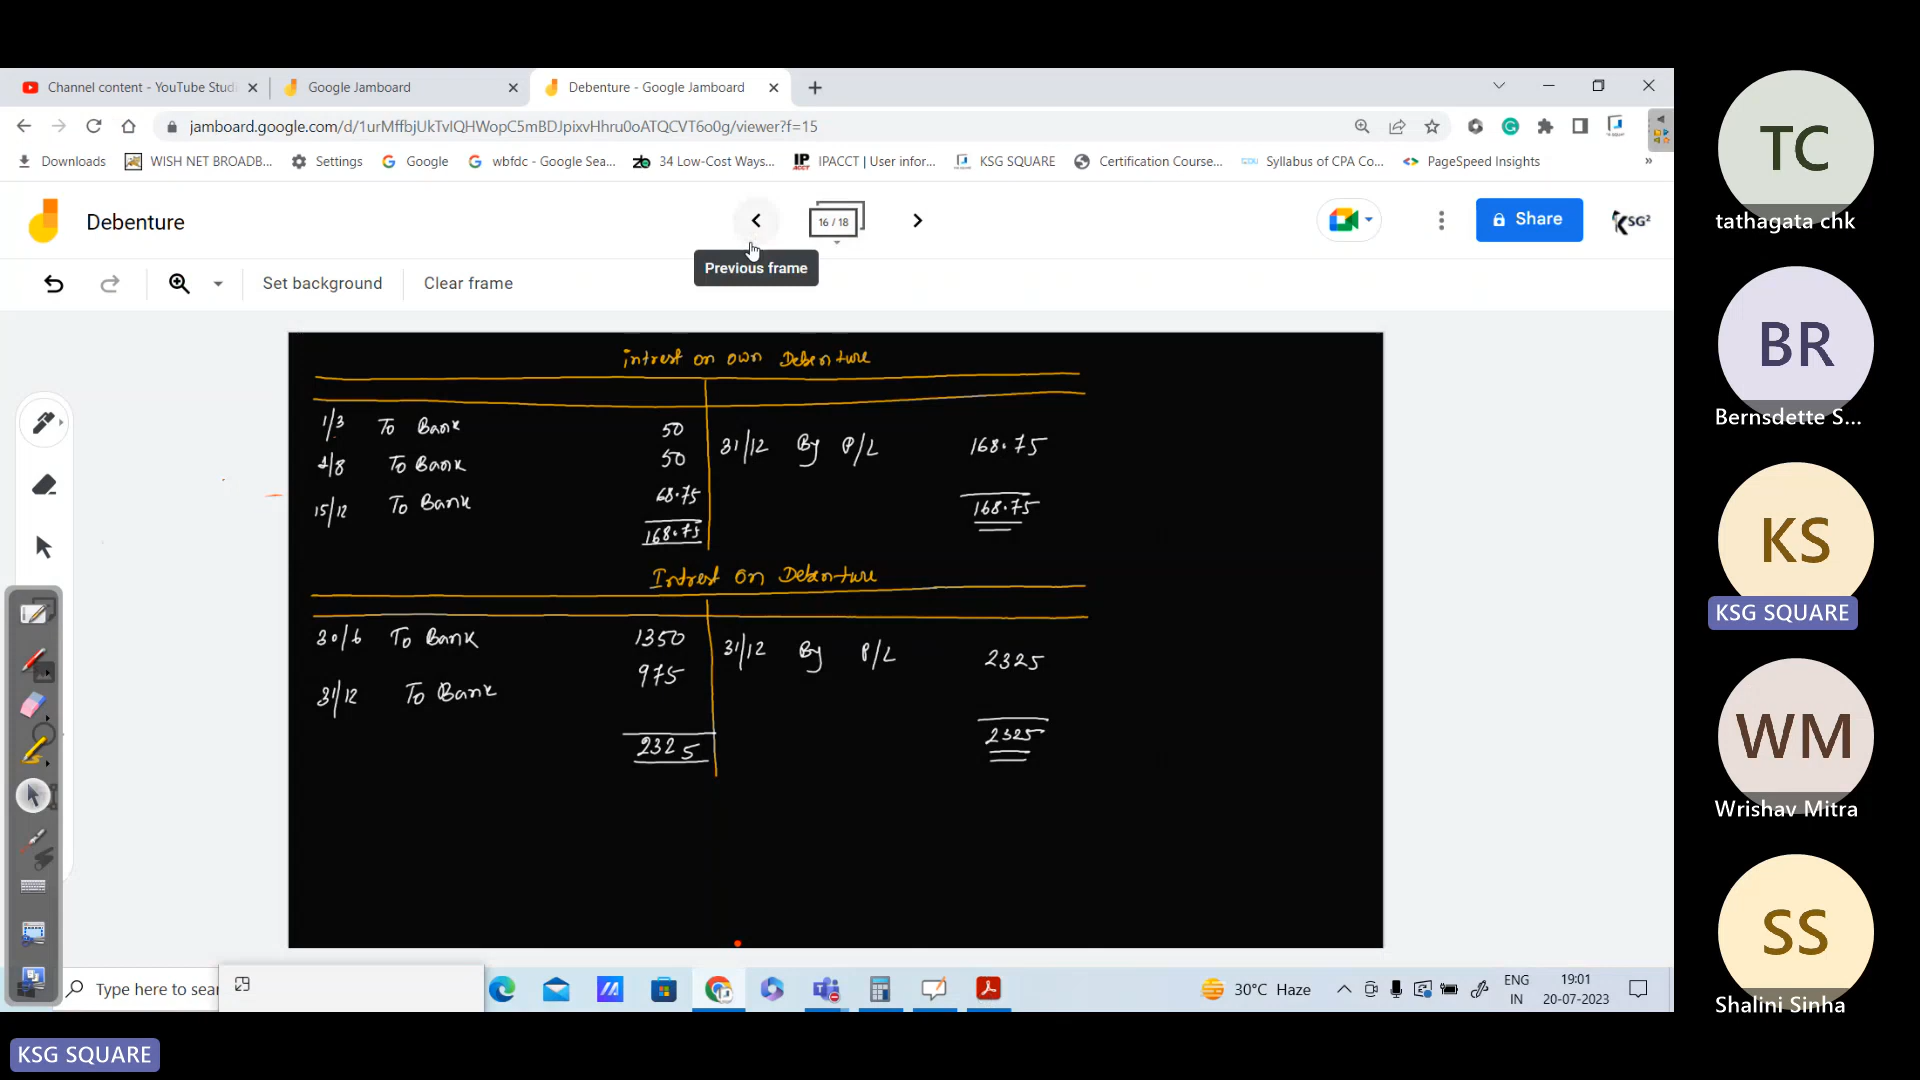 Channel content - YouTube Stud
Google Jamboard
Debenture - Google Jamboard
jamboard.google.com/d/1urMffbjUkTvIQHWopC5mBDJpixvHhru0oATQCVT6o0g/viewer?f=15
Downloads
WISH NET BROADB...
Settings
Google
wbfdc - Google Sea...
34 Low-Cost Ways...
IPACCT | User infor...
KSG SQUARE
Certification Course...
Syllabus of CPA Co...
PageSpeed Insights
»
Debenture
16 / 18
Share
KSG²
Previous frame
Set background
Clear frame
intrest on own Debenture
1/3 To Bank 50 31/12 By P/L 168.75
1/8 To Bank 50
15/12 To Bank 68.75
168.75 168.75
Intrest On Debenture
30/6 To Bank 1350 31/12 By P/L 2325
31/12 To Bank 975
2325 2325
Type here to sear
30°C Haze
ENG
IN
19:01
20-07-2023
TC
tathagata chk
BR
Bernsdette S...
KS
KSG SQUARE
WM
Wrishav Mitra
SS
Shalini Sinha
KSG SQUARE